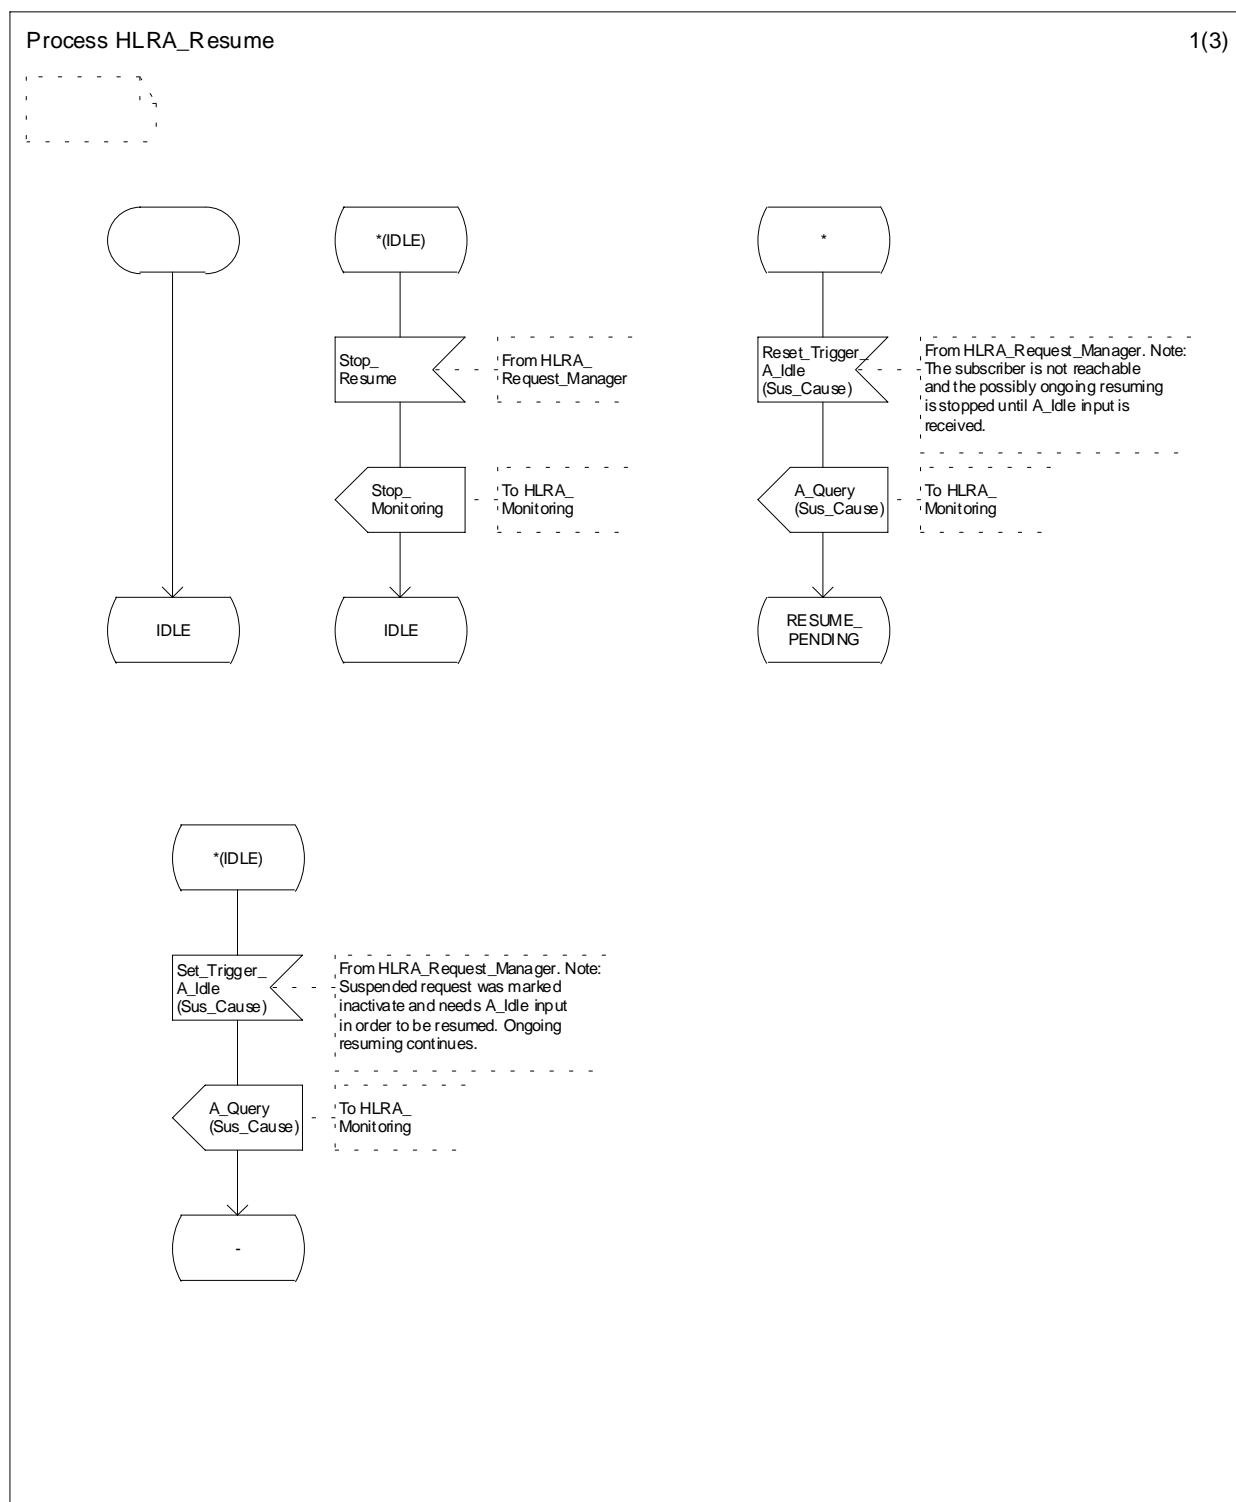 Process HLRA_Resume
1(3)
*(IDLE)
*
Stop_
Resume
From HLRA_
Request_Manager
Reset_Trigger_
A_Idle
(Sus_Cause)
From HLRA_Request_Manager. Note:
The subscriber is not reachable
and the possibly ongoing resuming
is stopped until A_Idle input is
received.
Stop_
Monitoring
To HLRA_
Monitoring
A_Query
(Sus_Cause)
To HLRA_
Monitoring
IDLE
IDLE
RESUME_
PENDING
*(IDLE)
Set_Trigger_
A_Idle
(Sus_Cause)
From HLRA_Request_Manager. Note:
Suspended request was marked
inactivate and needs A_Idle input
in order to be resumed. Ongoing
resuming continues.
A_Query
(Sus_Cause)
To HLRA_
Monitoring
-